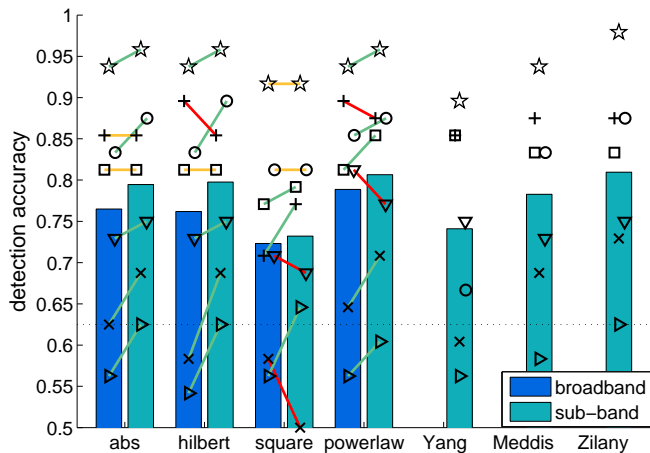 1
0.95
0.9
0.85
0.8
0.75
0.7
0.65
0.6
0.55
0.5
detection accuracy
abs hilbert square powerlaw Yang Meddis Zilany
broadband
sub−band